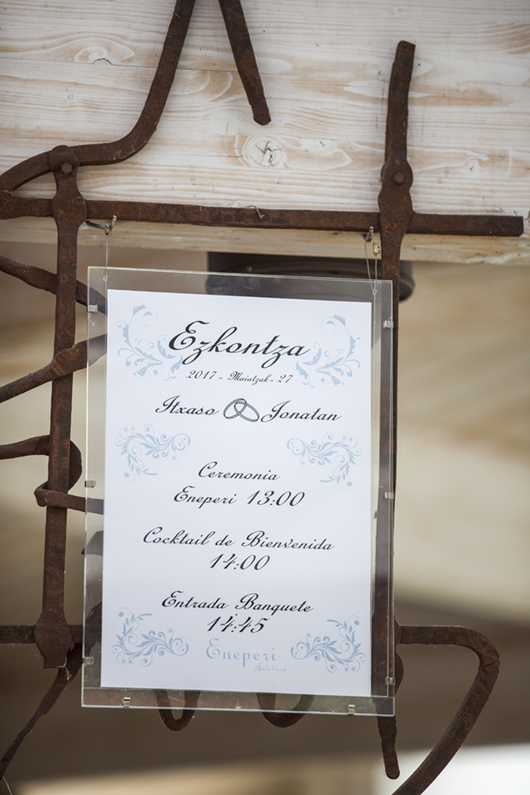 Ezkontza
2017 - Maiatzak - 27
Itxaso Jonatan
Ceremonia
Eneperi 13:00
Cocktail de Bienvenida
14:00
Entrada Banquete
14:45
Eneperi